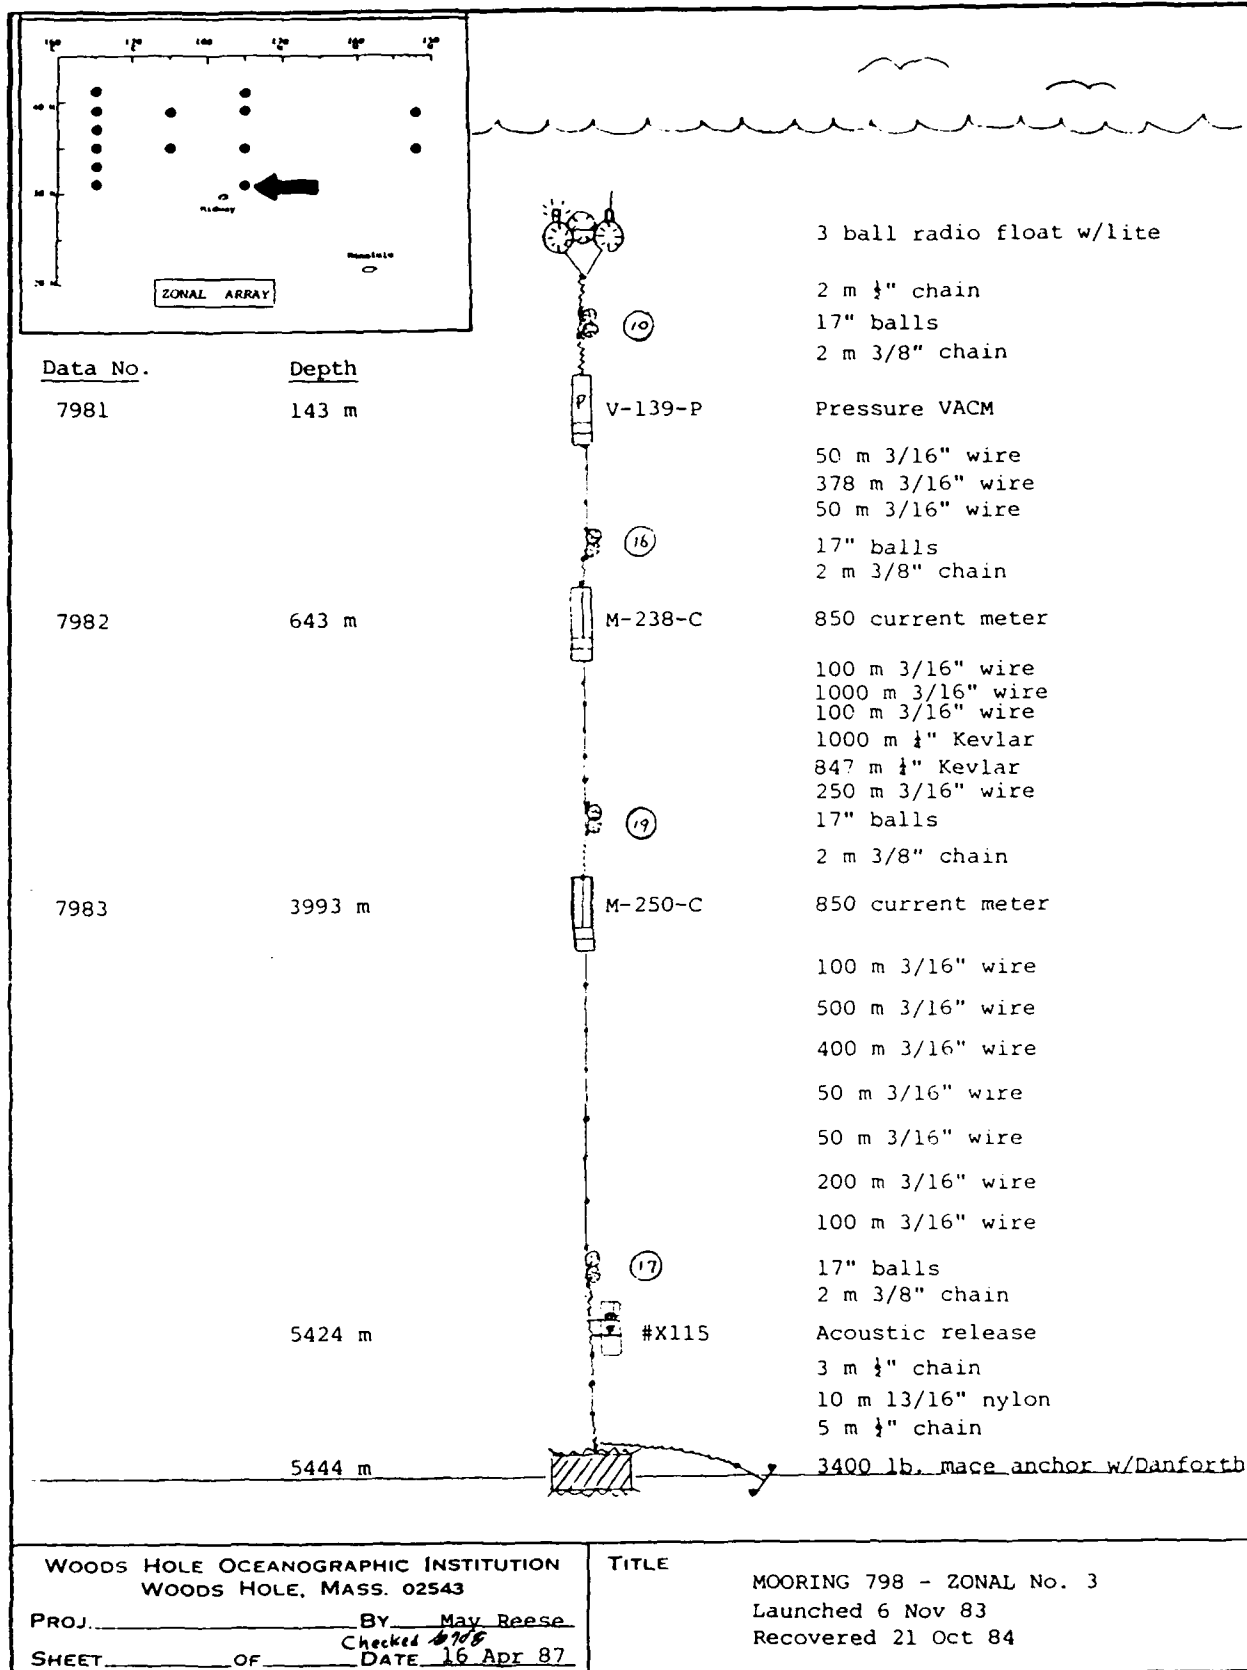 40 N
30 N
20 N
Midway
Honolulu
ZONAL ARRAY
3 ball radio float w/lite
2 m ½" chain
10 17" balls
2 m 3/8" chain
Data No. Depth
7981 143 m P V-139-P Pressure VACM
50 m 3/16" wire
378 m 3/16" wire
50 m 3/16" wire
16 17" balls
2 m 3/8" chain
7982 643 m M-238-C 850 current meter
100 m 3/16" wire
1000 m 3/16" wire
100 m 3/16" wire
1000 m ¼" Kevlar
847 m ¼" Kevlar
250 m 3/16" wire
19 17" balls
2 m 3/8" chain
7983 3993 m M-250-C 850 current meter
100 m 3/16" wire
500 m 3/16" wire
400 m 3/16" wire
50 m 3/16" wire
50 m 3/16" wire
200 m 3/16" wire
100 m 3/16" wire
17 17" balls
2 m 3/8" chain
5424 m #X115 Acoustic release
3 m ½" chain
10 m 13/16" nylon
5 m ½" chain
5444 m 3400 lb. mace anchor w/Danforth
WOODS HOLE OCEANOGRAPHIC INSTITUTION
WOODS HOLE, MASS. 02543
PROJ. BY May Reese
Checked
SHEET OF DATE 16 Apr 87
TITLE
MOORING 798 - ZONAL No. 3
Launched 6 Nov 83
Recovered 21 Oct 84